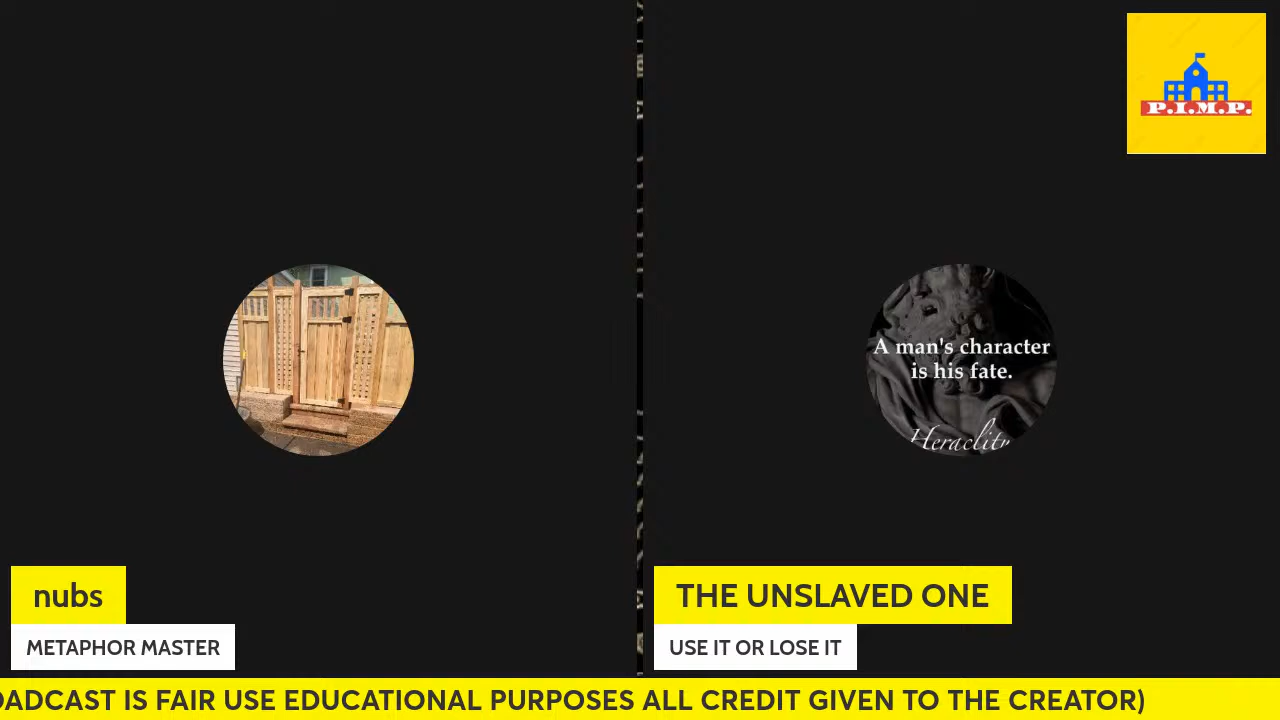 P.I.M.P.
A man's character
is his fate.
nubs
METAPHOR MASTER
THE UNSLAVED ONE
USE IT OR LOSE IT
IS FAIR USE EDUCATIONAL PURPOSES ALL CREDIT GIVEN TO THE CREATOR)